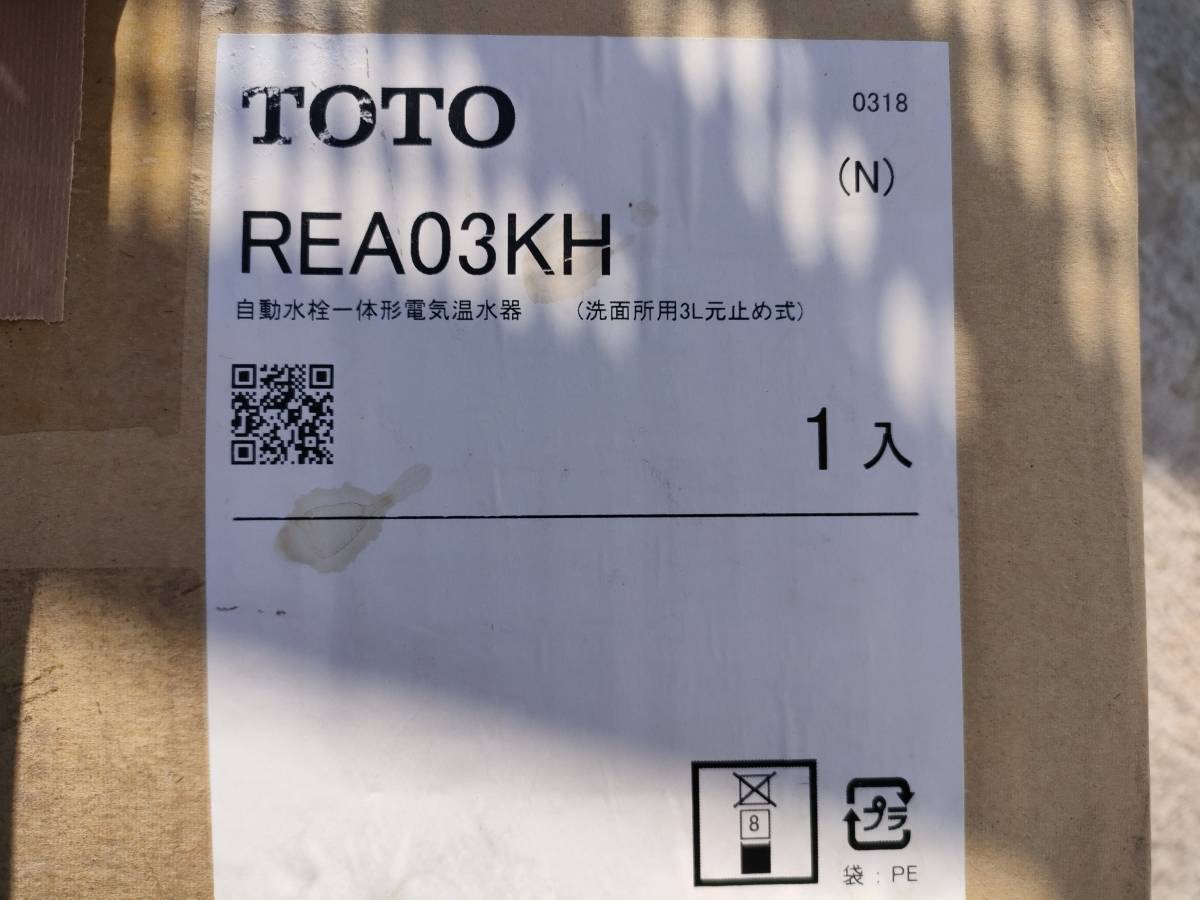 TOTO
0318
(N)
REA03KH
自動水栓一体形電気温水器 (洗面所用3L元止め式)
1入
8
プラ
袋:PE